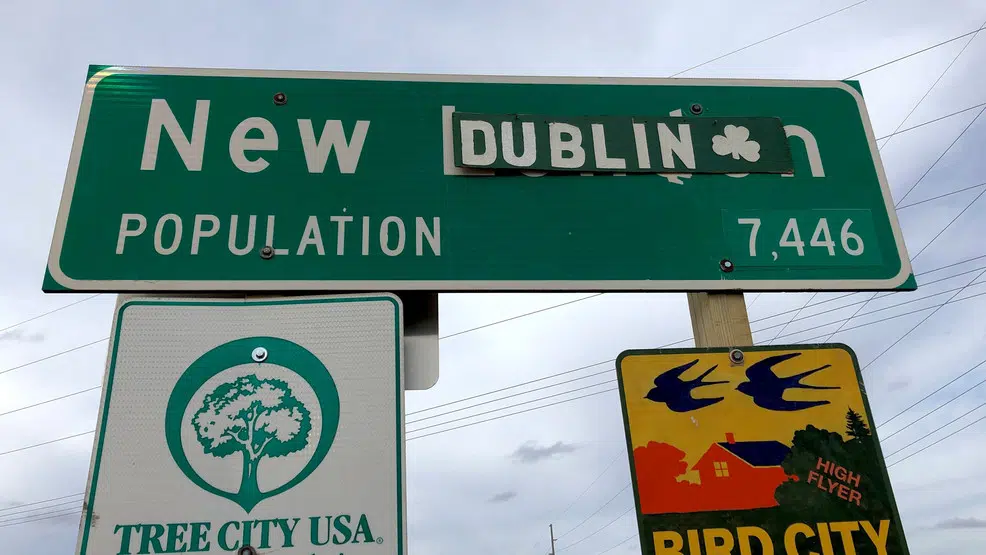 New DUBLIN
POPULATION 7,446
TREE CITY USA®
HIGH
FLYER
BIRD CITY